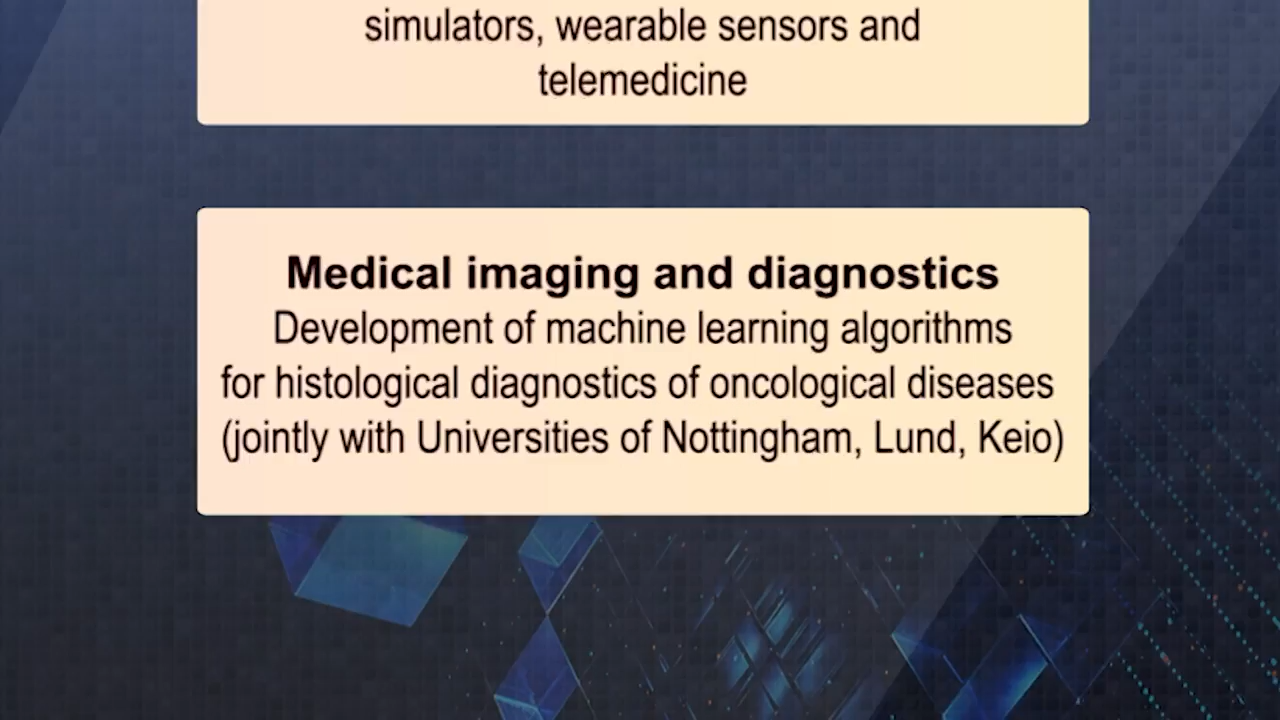 simulators, wearable sensors and
telemedicine
Medical imaging and diagnostics
Development of machine learning algorithms
for histological diagnostics of oncological diseases
(jointly with Universities of Nottingham, Lund, Keio)